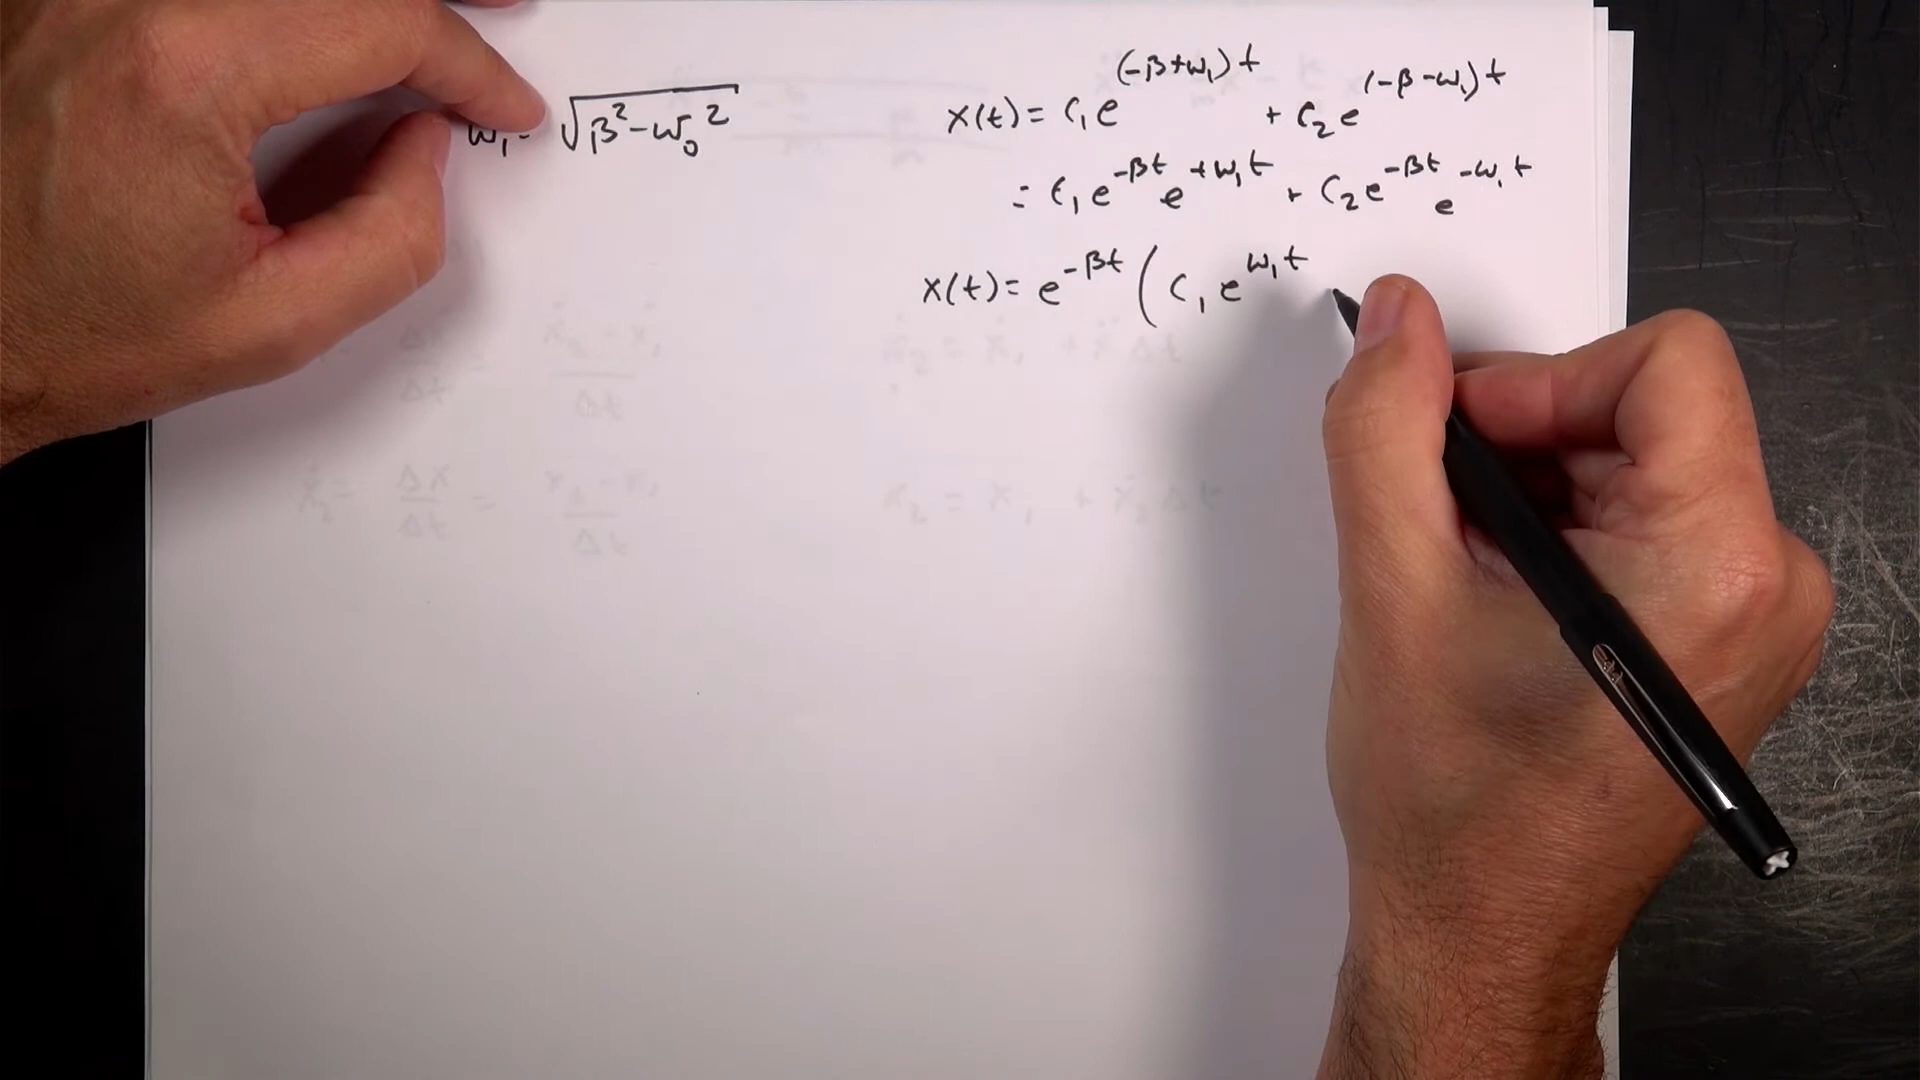 ω₁ = √(β² - ω₀²)
x(t) = c₁e^(-β+ω₁)t + c₂e^(-β-ω₁)t
= c₁e^-βt e^+ω₁t + c₂e^-βt e^-ω₁t
x(t) = e^-βt ( c₁e^ω₁t